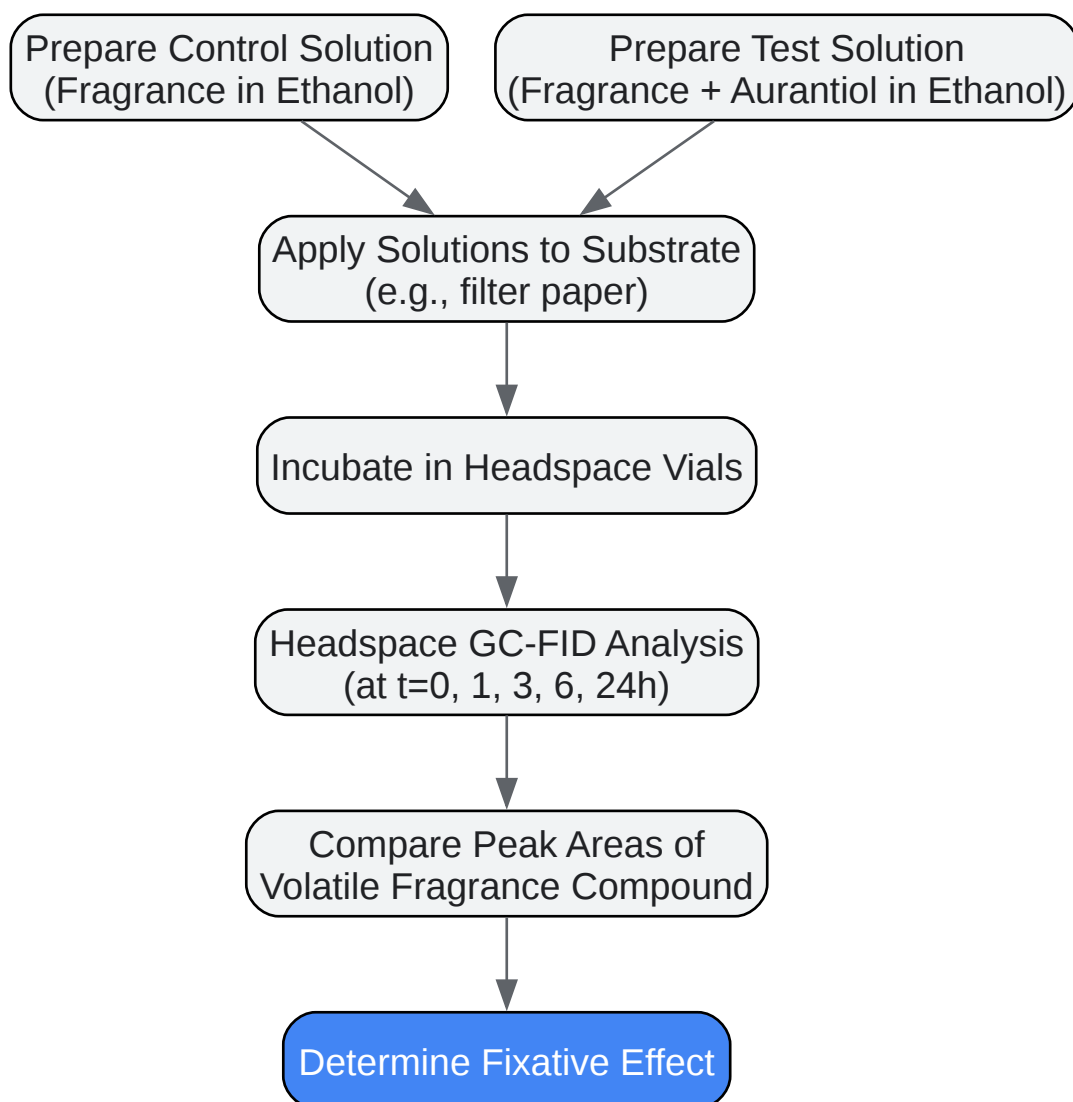 Prepare Control Solution
(Fragrance in Ethanol)
Prepare Test Solution
(Fragrance + Aurantiol in Ethanol)
Apply Solutions to Substrate
(e.g., filter paper)
Incubate in Headspace Vials
Headspace GC-FID Analysis
(at t=0, 1, 3, 6, 24h)
Compare Peak Areas of
Volatile Fragrance Compound
Determine Fixative Effect